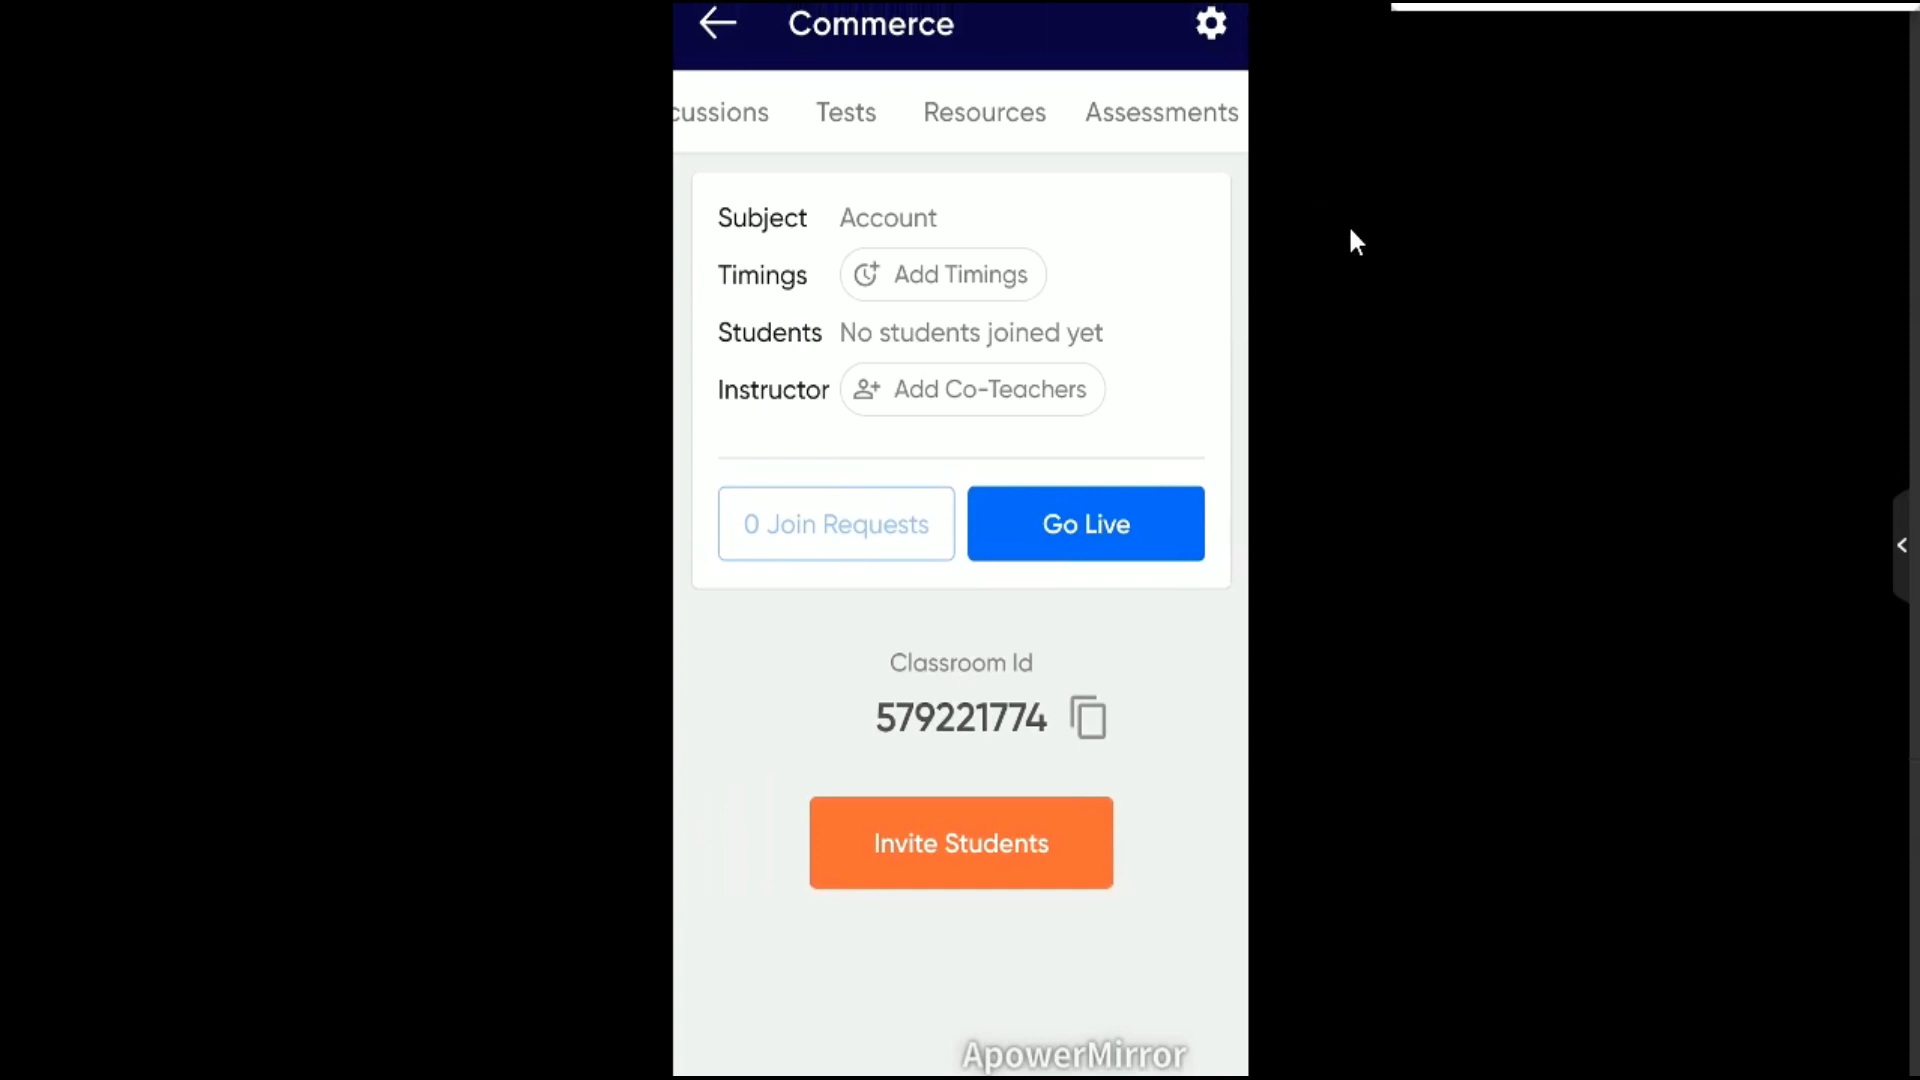 Commerce
cussions Tests Resources Assessments
Subject Account
Timings Add Timings
Students No students joined yet
Instructor Add Co-Teachers
0 Join Requests Go Live
Classroom Id
579221774
Invite Students
ApowerMirror